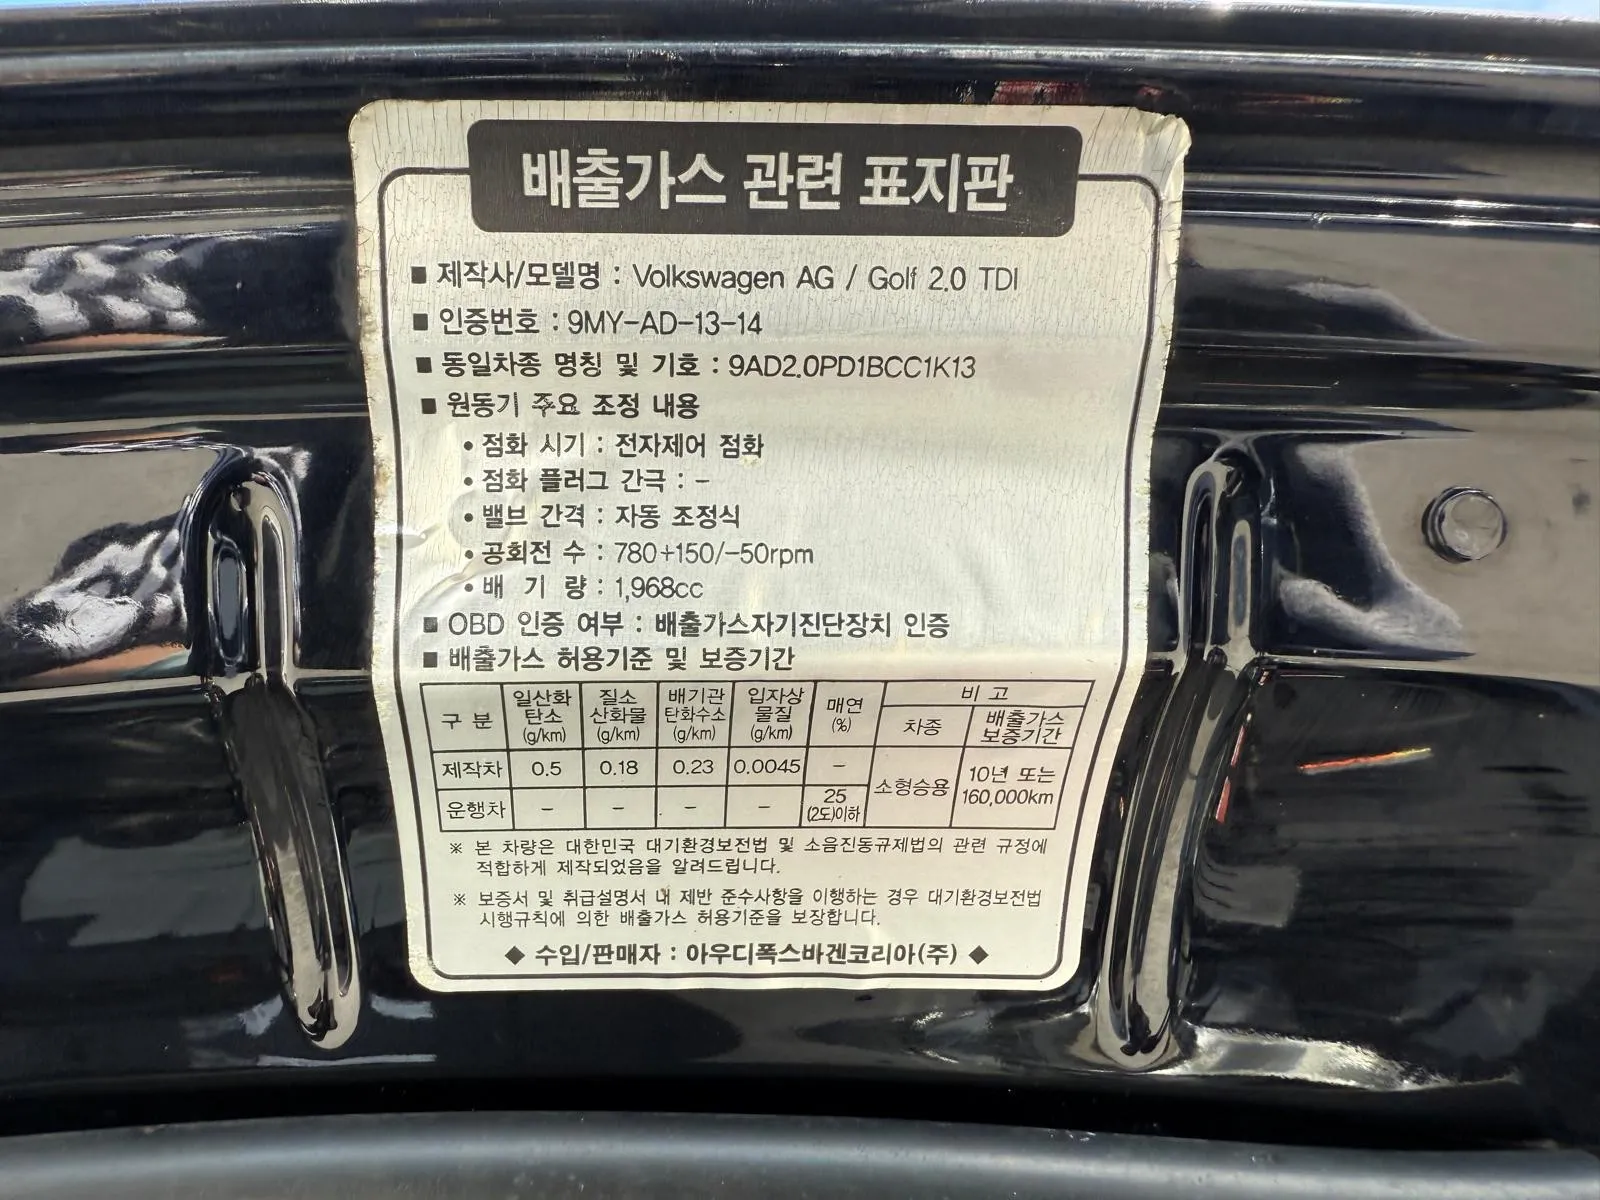 배출가스 관련 표지판
■ 제작사/모델명 : Volkswagen AG / Golf 2.0 TDI
■ 인증번호 : 9MY-AD-13-14
■ 동일차종 명칭 및 기호 : 9AD2.0PD1BCC1K13
■ 원동기 주요 조정 내용
• 점화 시기 : 전자제어 점화
• 점화 플러그 간극 : -
• 밸브 간격 : 자동 조정식
• 공회전 수 : 780+150/-50rpm
• 배 기 량 : 1,968cc
■ OBD 인증 여부 : 배출가스자기진단장치 인증
■ 배출가스 허용기준 및 보증기간
구 분 일산화탄소 (g/km) 질소산화물 (g/km) 배기관탄화수소 (g/km) 입자상물질 (g/km) 매연 (%) 비 고
차종 배출가스 보증기간
제작차 0.5 0.18 0.23 0.0045 - 소형승용 10년 또는 160,000km
운행차 - - - - 25 (2도)이하
※ 본 차량은 대한민국 대기환경보전법 및 소음진동규제법의 관련 규정에
적합하게 제작되었음을 알려드립니다.
※ 보증서 및 취급설명서 내 제반 준수사항을 이행하는 경우 대기환경보전법
시행규칙에 의한 배출가스 허용기준을 보장합니다.
◆ 수입/판매자 : 아우디폭스바겐코리아(주) ◆